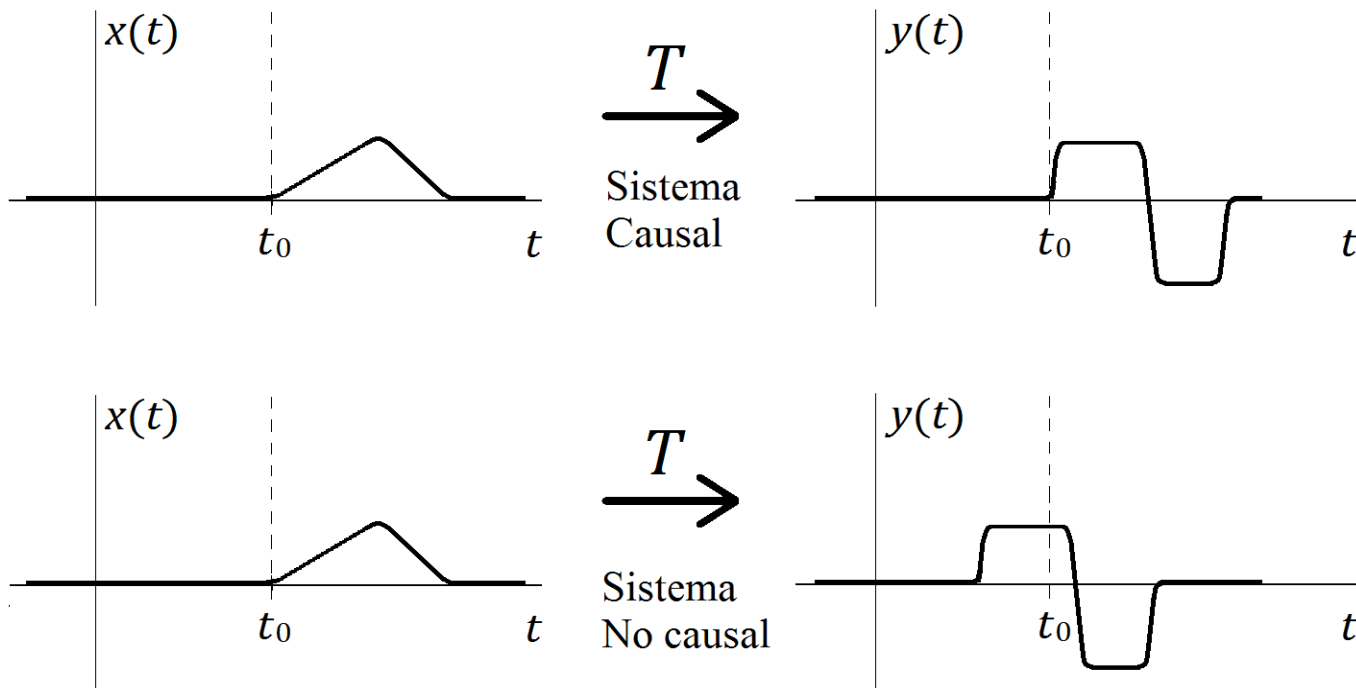 x(t)
T
y(t)
Sistema
Causal
t₀
t
t₀
t
x(t)
T
y(t)
Sistema
No causal
t₀
t
t₀
t